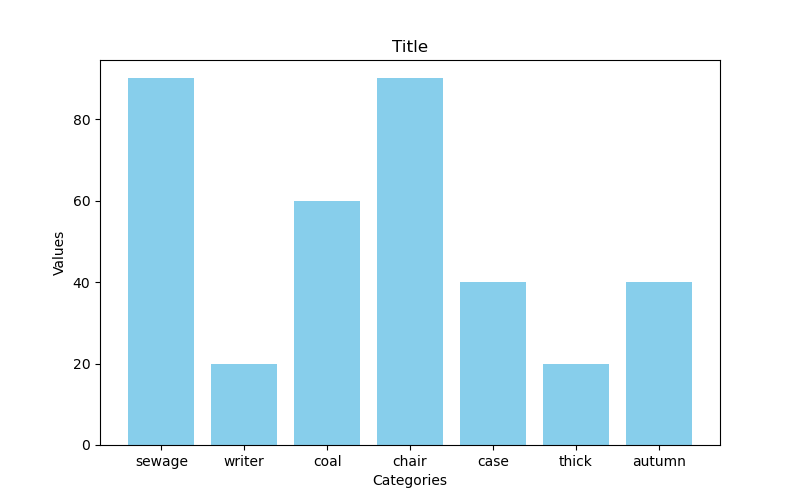 Title
80
60
40
20
0
Values
sewage writer coal chair case thick autumn
Categories